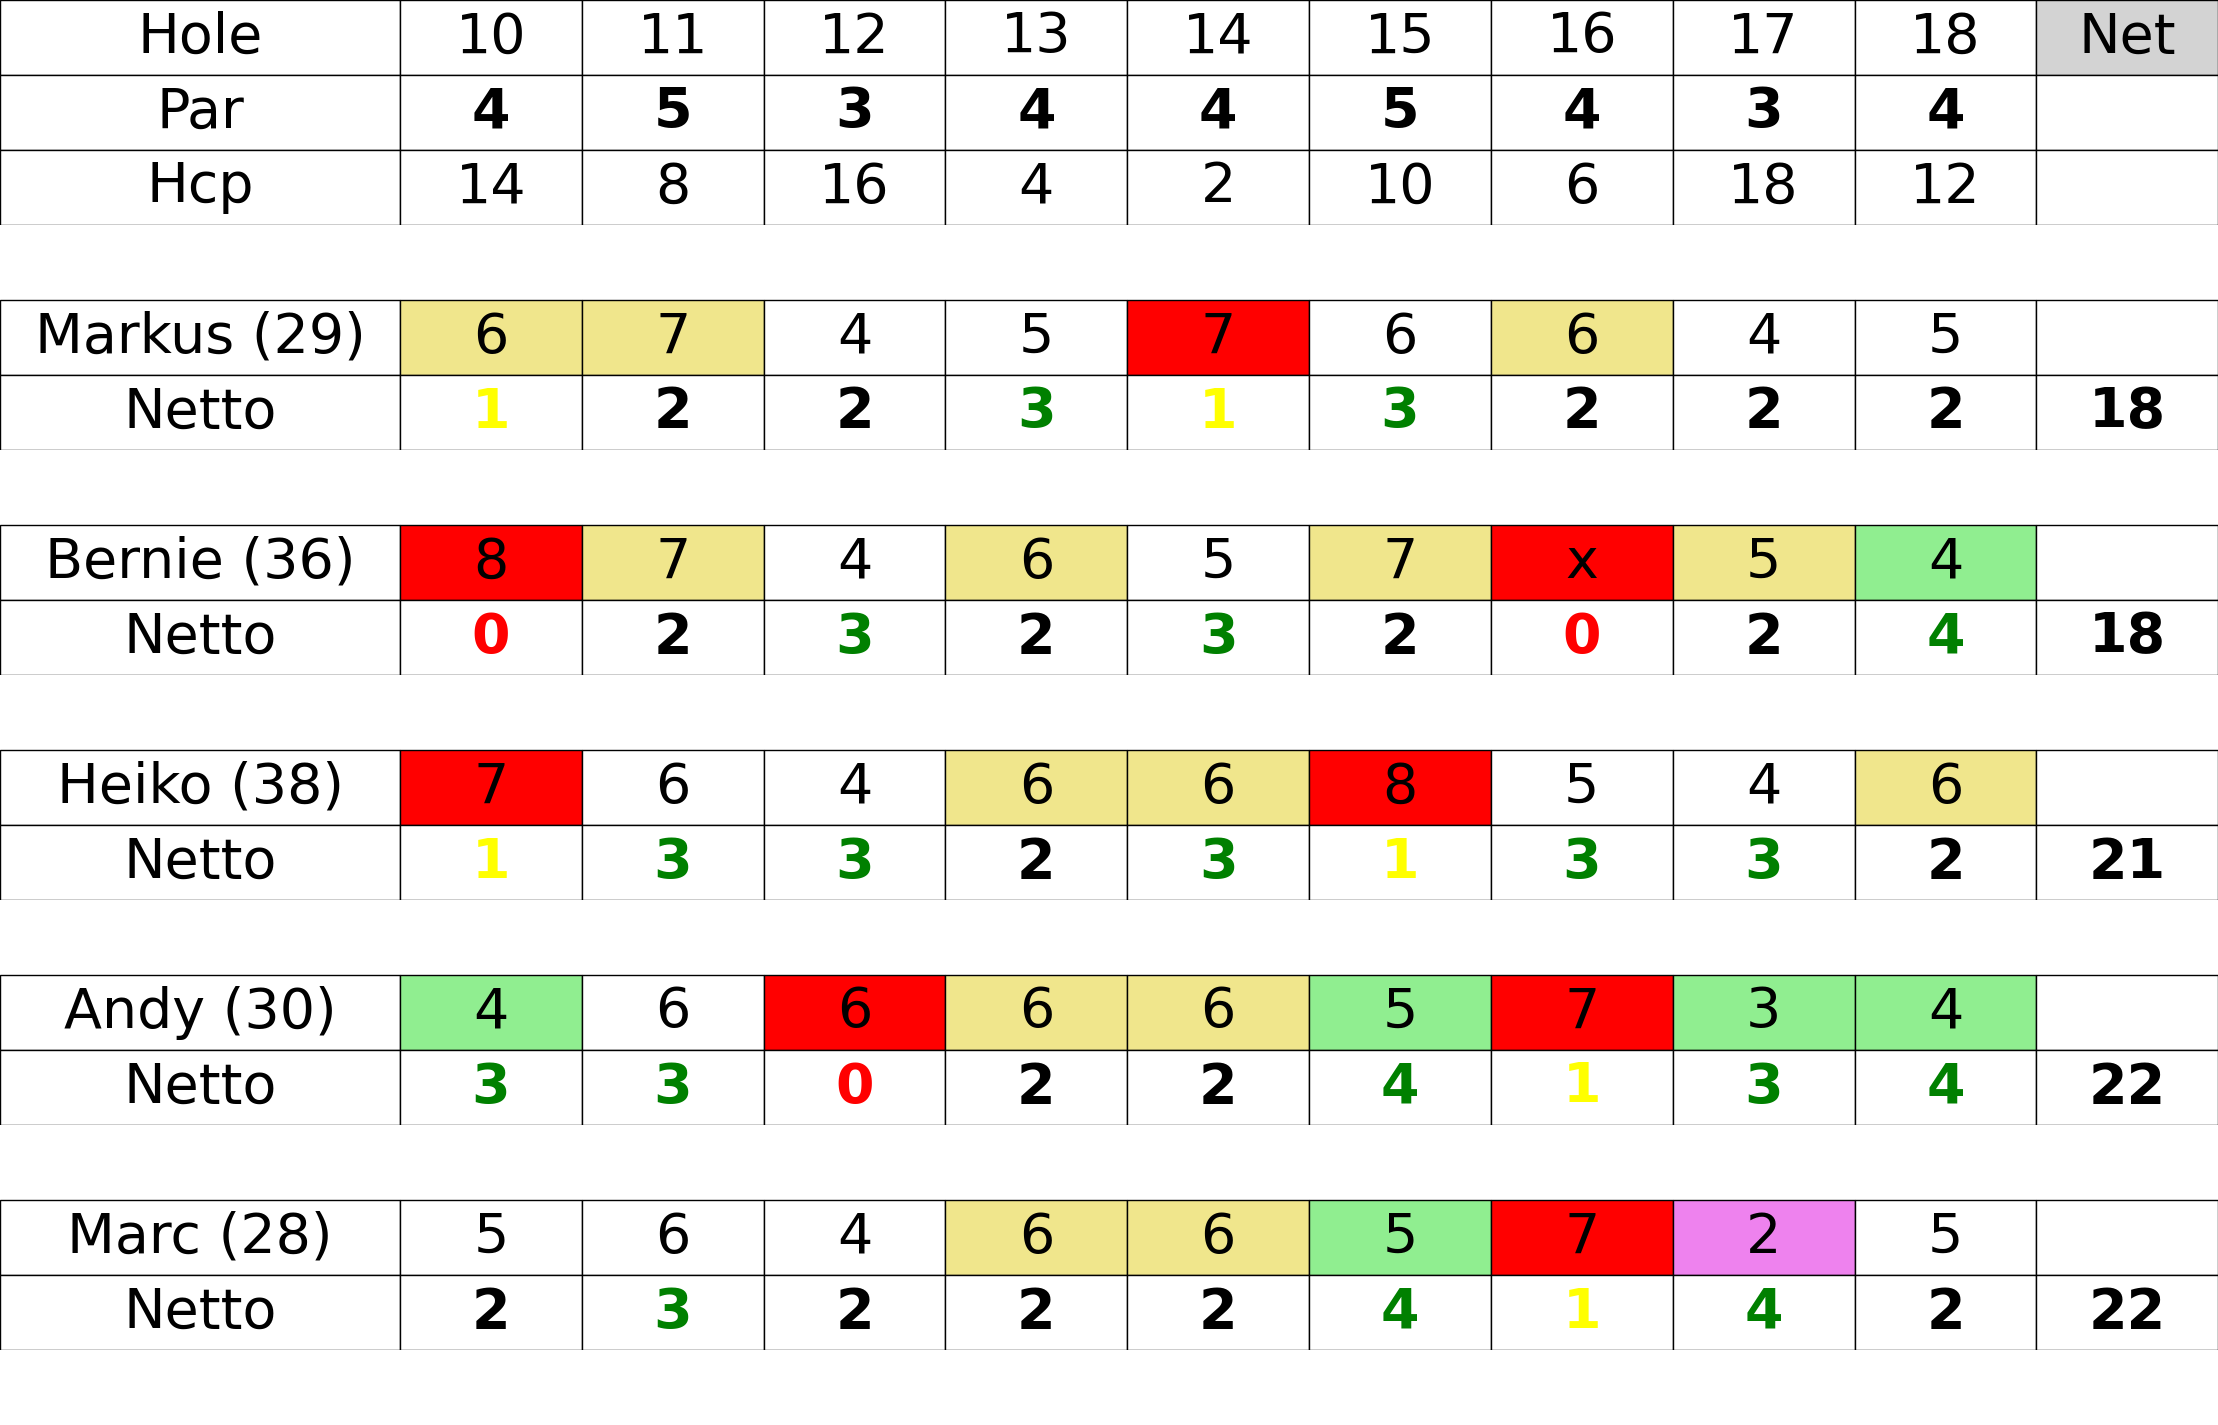 Hole 10 11 12 13 14 15 16 17 18 Net
Par 4 5 3 4 4 5 4 3 4
Hcp 14 8 16 4 2 10 6 18 12
Markus (29) 6 7 4 5 7 6 6 4 5
Netto 1 2 2 3 1 3 2 2 2 18
Bernie (36) 8 7 4 6 5 7 x 5 4
Netto 0 2 3 2 3 2 0 2 4 18
Heiko (38) 7 6 4 6 6 8 5 4 6
Netto 1 3 3 2 3 1 3 3 2 21
Andy (30) 4 6 6 6 6 5 7 3 4
Netto 3 3 0 2 2 4 1 3 4 22
Marc (28) 5 6 4 6 6 5 7 2 5
Netto 2 3 2 2 2 4 1 4 2 22